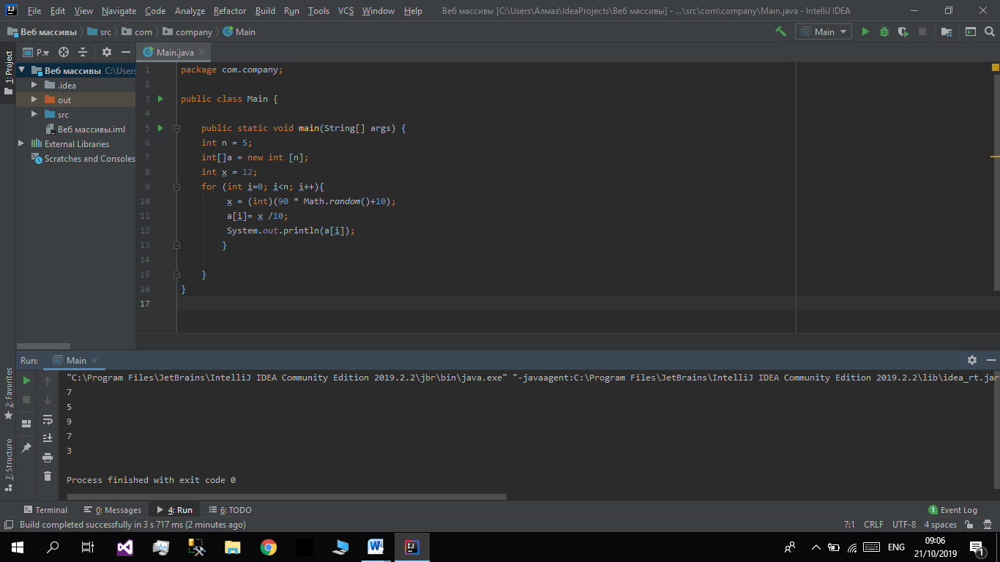 File Edit View Navigate Code Analyze Refactor Build Run Tools VCS Window Help Веб массивы [C:\Users\Алмаз\IdeaProjects\Веб массивы] - ...\src\com\company\Main.java - IntelliJ IDEA
Веб массивы src com company Main Main
1: Project
P.. Main.java
Веб массивы C:\Users
.idea
out
src
Веб массивы.iml
External Libraries
Scratches and Consoles
1 package com.company;
2
3 public class Main {
4
5 public static void main(String[] args) {
6 int n = 5;
7 int[]a = new int [n];
8 int x = 12;
9 for (int i=0; i<n; i++){
10 x = (int)(90 * Math.random()+10);
11 a[i]= x /10;
12 System.out.println(a[i]);
13 }
14
15 }
16 }
17
Run: Main
"C:\Program Files\JetBrains\IntelliJ IDEA Community Edition 2019.2.2\jbr\bin\java.exe" "-javaagent:C:\Program Files\JetBrains\IntelliJ IDEA Community Edition 2019.2.2\lib\idea_rt.jar
7
5
9
7
3
Process finished with exit code 0
2: Favorites
7: Structure
Terminal 0: Messages 4: Run 6: TODO 1 Event Log
Build completed successfully in 3 s 717 ms (2 minutes ago) 7:1 CRLF UTF-8 4 spaces
ENG 09:06
21/10/2019 1